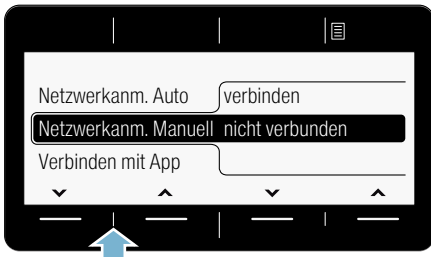 Netzwerkanm. Auto verbinden
Netzwerkanm. Manuell nicht verbunden
Verbinden mit App